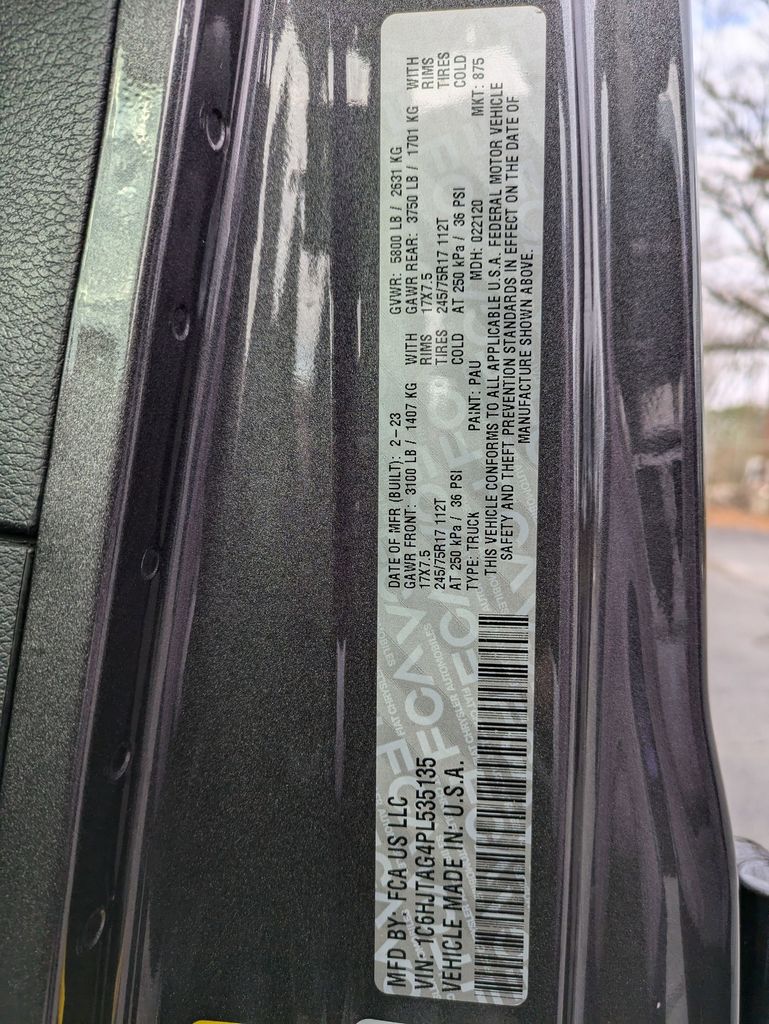 MFD BY: FCA US LLC
VIN: 1C6HJTAG4PL535135
VEHICLE MADE IN: U.S.A.
DATE OF MFR (BUILT): 2-23
GAWR FRONT: 3100 LB / 1407 KG WITH
17X7.5 RIMS
245/75R17 112T TIRES
AT 250 kPa / 36 PSI COLD
GVWR: 5800 LB / 2631 KG
GAWR REAR: 3750 LB / 1701 KG WITH
17X7.5 RIMS
245/75R17 112T TIRES
AT 250 kPa / 36 PSI COLD
TYPE: TRUCK PAINT: PAU MDH: 022120 MKT: 875
THIS VEHICLE CONFORMS TO ALL APPLICABLE U.S.A. FEDERAL MOTOR VEHICLE
SAFETY AND THEFT PREVENTION STANDARDS IN EFFECT ON THE DATE OF
MANUFACTURE SHOWN ABOVE.